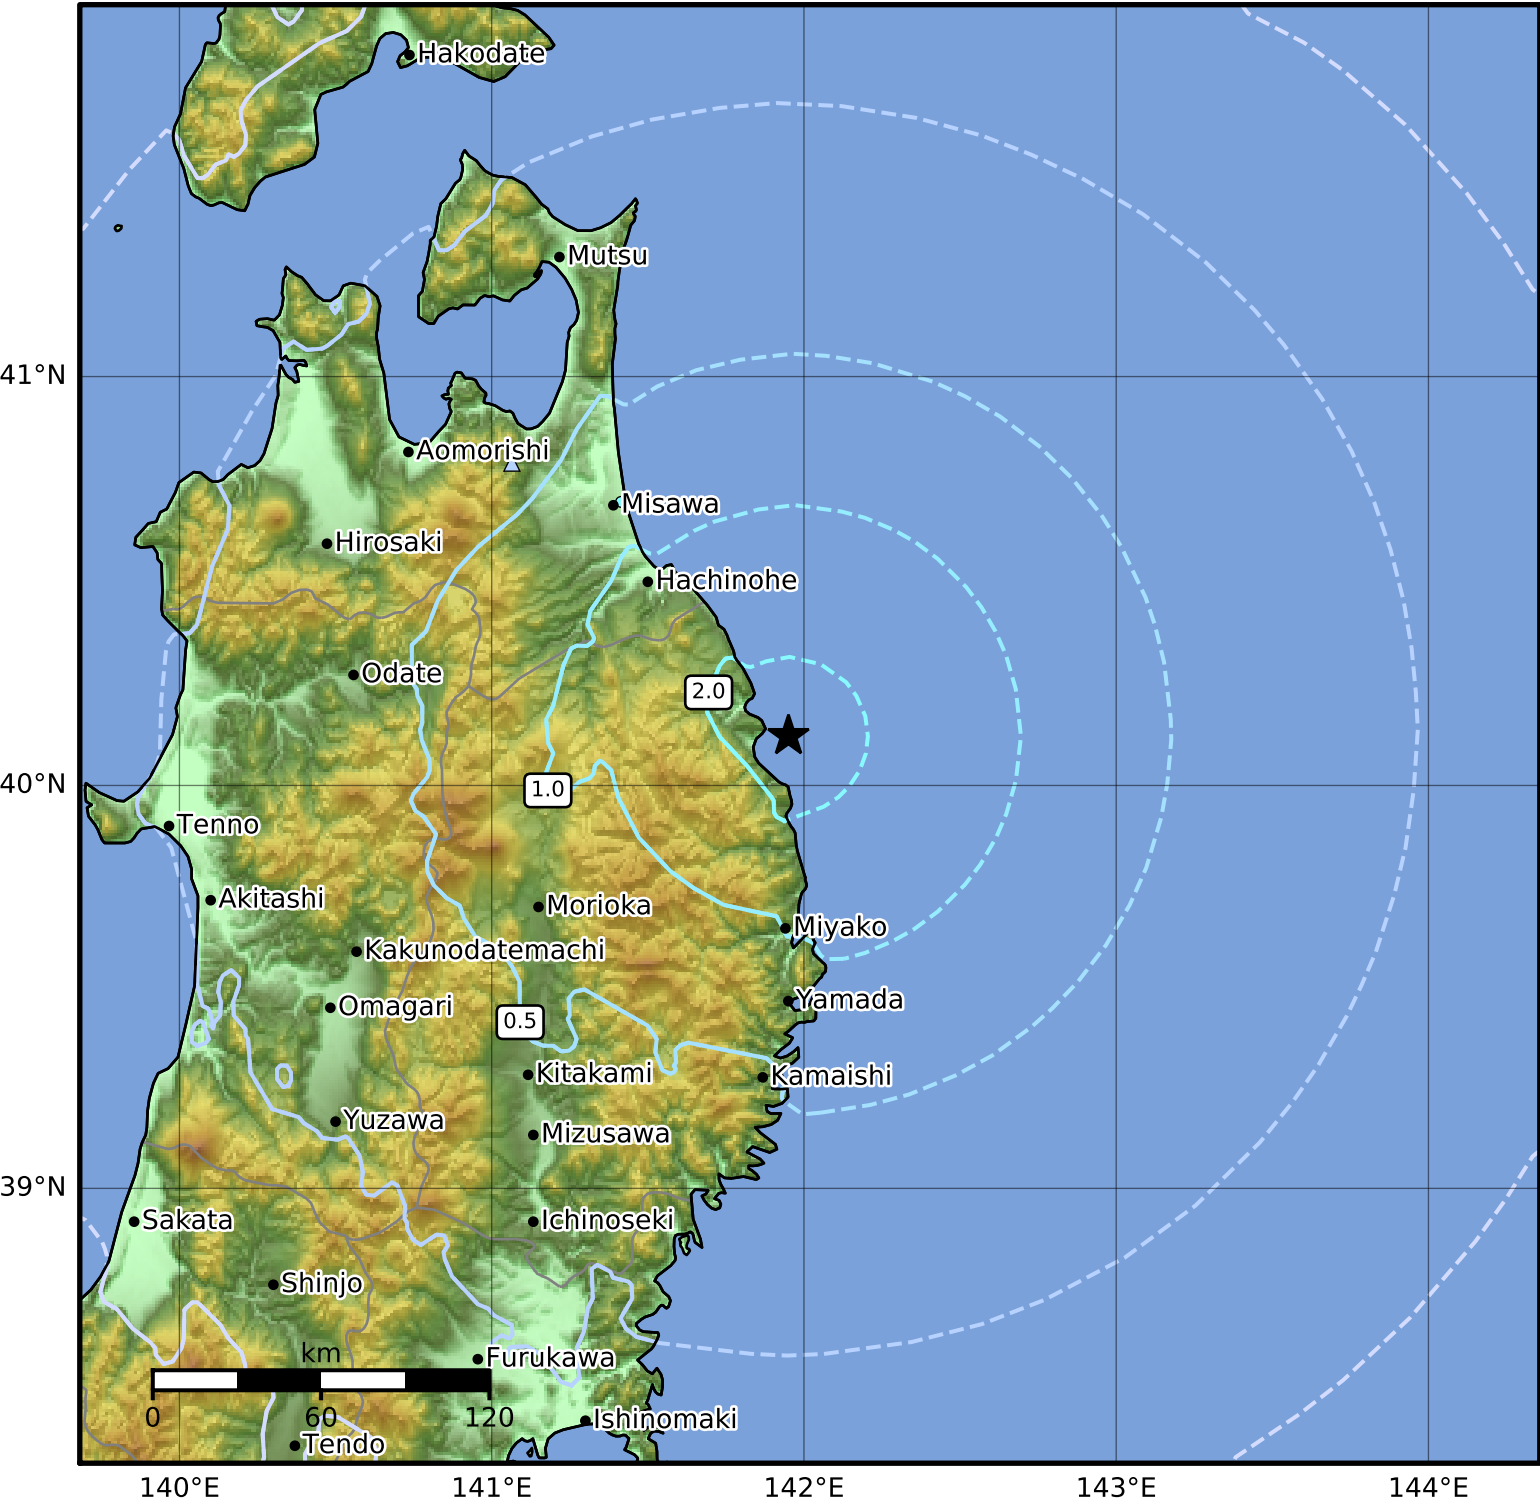 Hakodate
Mutsu
41°N
Aomorishi
Misawa
Hirosaki
Hachinohe
Odate
2.0
40°N
1.0
Tenno
Akitashi
Morioka
Miyako
Kakunodatemachi
Omagari
Yamada
0.5
Kitakami
Kamaishi
Yuzawa
Mizusawa
39°N
Sakata
Ichinoseki
Shinjo
km
Furukawa
0 60 120
Ishinomaki
Tendo
140°E 141°E 142°E 143°E 144°E